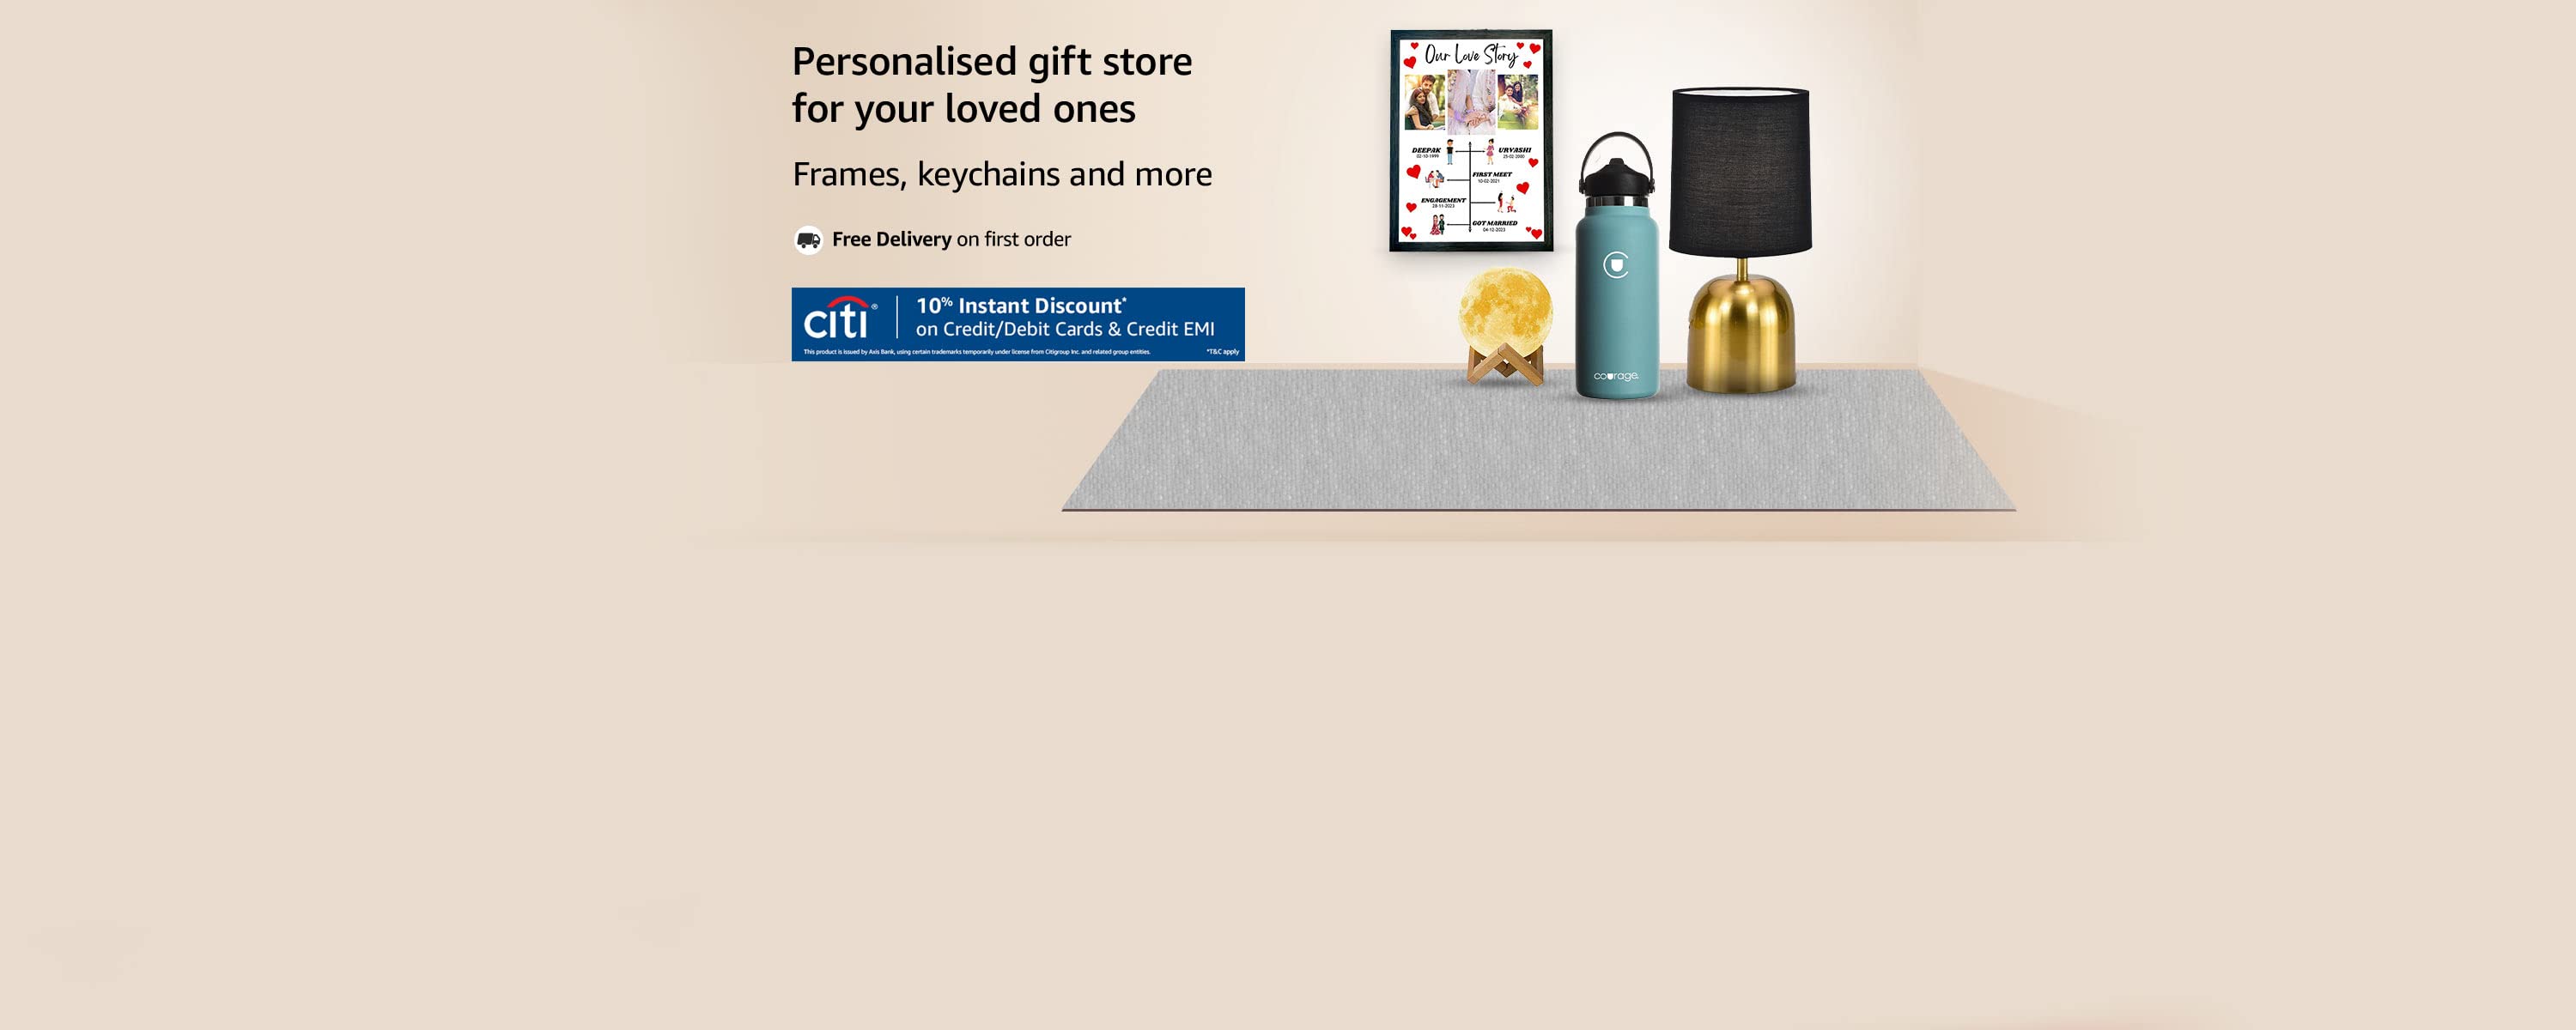 Personalised gift store
for your loved ones
Frames, keychains and more
Free Delivery on first order
citi®
10% Instant Discount*
on Credit/Debit Cards & Credit EMI
This product is issued by Axis Bank, using certain trademarks temporarily under license from Citigroup Inc. and related group entities.
*T&C apply
Our Love Story
DEEPAK
02-10-1999
URVASHI
25-02-2000
FIRST MEET
10-02-2021
ENGAGEMENT
28-11-2023
GOT MARRIED
04-12-2023
courage.